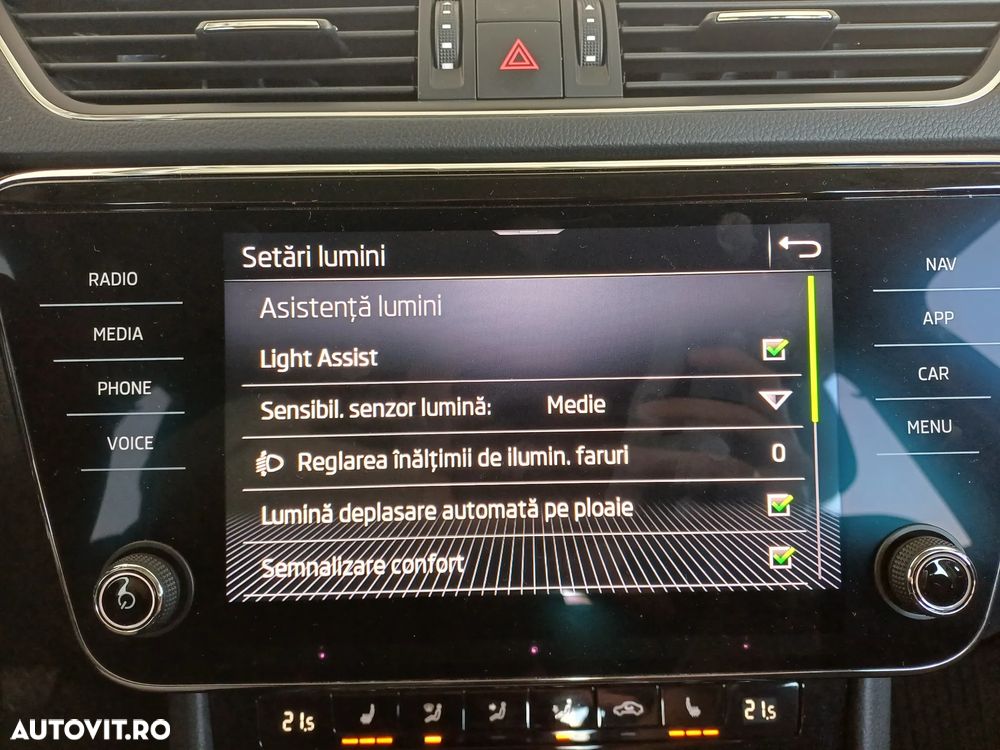 Setări lumini
Asistență lumini
Light Assist
Sensibil. senzor lumină: Medie
Reglarea înălțimii de ilumin. faruri 0
Lumină deplasare automată pe ploaie
Semnalizare confort
RADIO
MEDIA
PHONE
VOICE
NAV
APP
CAR
MENU
21.5
21.5
AUTOVIT.RO